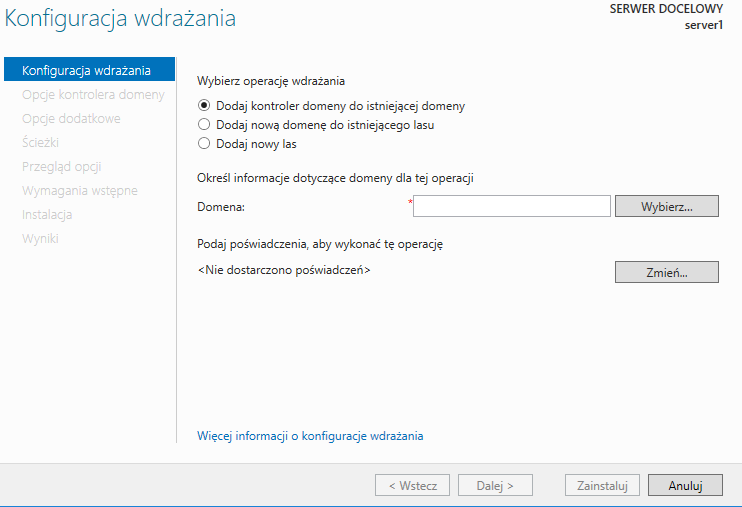 Konfiguracja wdrażania
SERWER DOCELOWY
server1
Konfiguracja wdrażania
Opcje kontrolera domeny
Opcje dodatkowe
Ścieżki
Przegląd opcji
Wymagania wstępne
Instalacja
Wyniki
Wybierz operację wdrażania
Dodaj kontroler domeny do istniejącej domeny
Dodaj nową domenę do istniejącego lasu
Dodaj nowy las
Określ informacje dotyczące domeny dla tej operacji
Domena: * Wybierz...
Podaj poświadczenia, aby wykonać tę operację
<Nie dostarczono poświadczeń> Zmień...
Więcej informacji o konfiguracje wdrażania
< Wstecz Dalej > Zainstaluj Anuluj